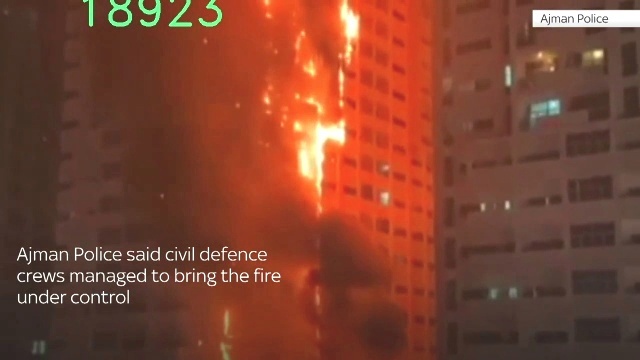 18923
Ajman Police
Ajman Police said civil defence
crews managed to bring the fire
under control